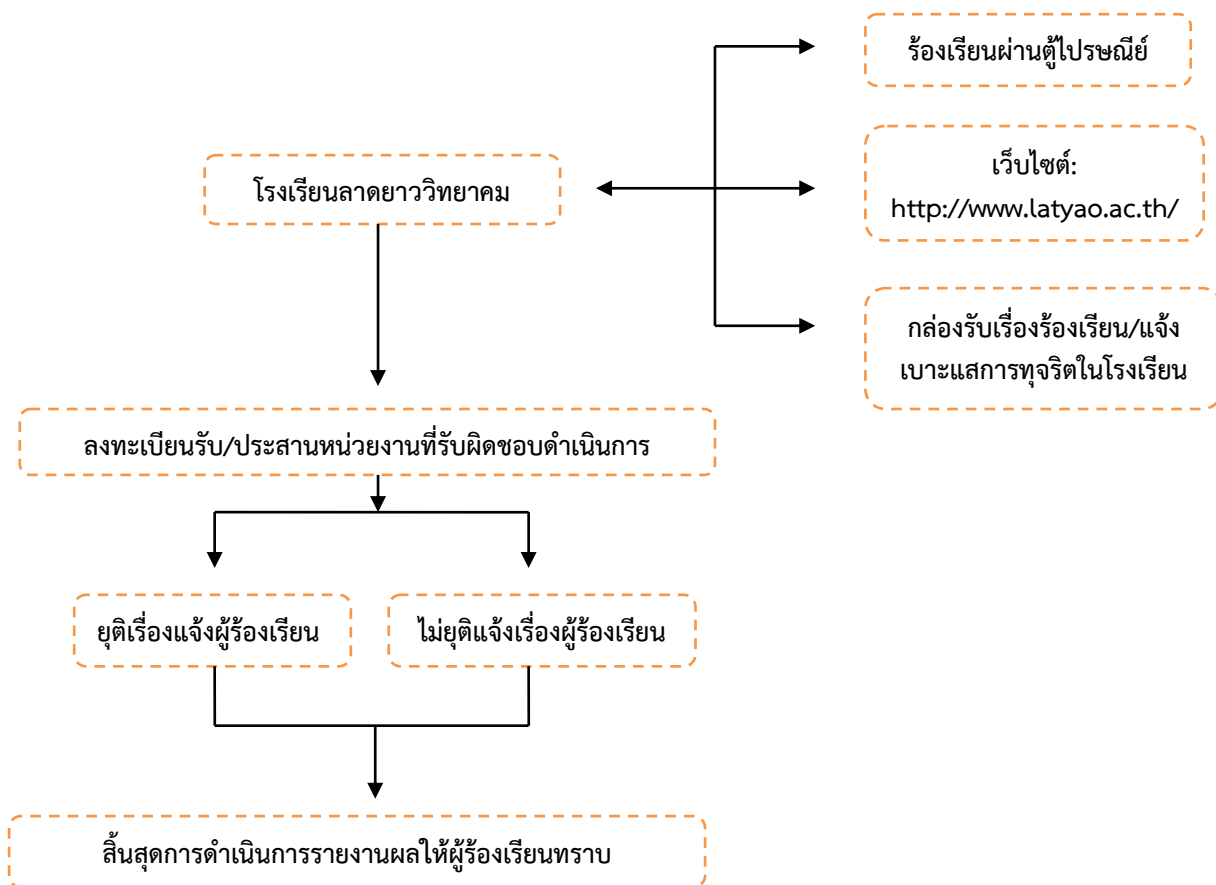 ร้องเรียนผ่านตู้ไปรษณีย์
เว็บไซต์:
http://www.latyao.ac.th/
โรงเรียนลาดยาววิทยาคม
กล่องรับเรื่องร้องเรียน/แจ้ง
เบาะแสการทุจริตในโรงเรียน
ลงทะเบียนรับ/ประสานหน่วยงานที่รับผิดชอบดำเนินการ
ยุติเรื่องแจ้งผู้ร้องเรียน
ไม่ยุติแจ้งเรื่องผู้ร้องเรียน
สิ้นสุดการดำเนินการรายงานผลให้ผู้ร้องเรียนทราบ